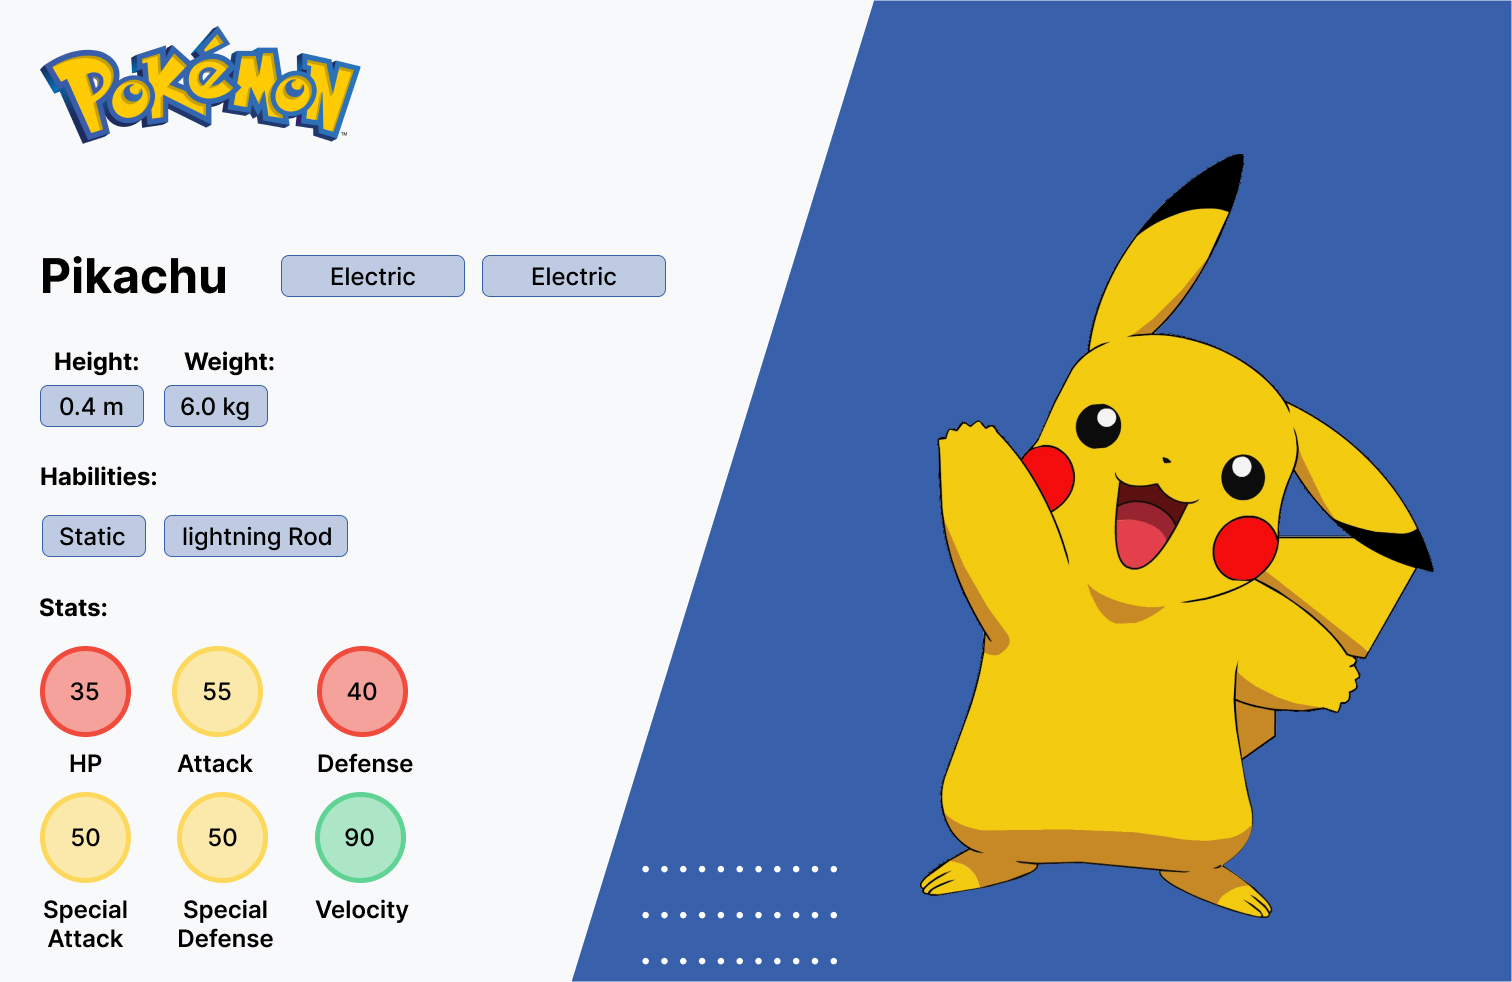 POKéMON
™
Pikachu Electric Electric
Height: Weight:
0.4 m 6.0 kg
Habilities:
Static lightning Rod
Stats:
35 55 40
HP Attack Defense
50 50 90
Special Special Velocity
Attack Defense